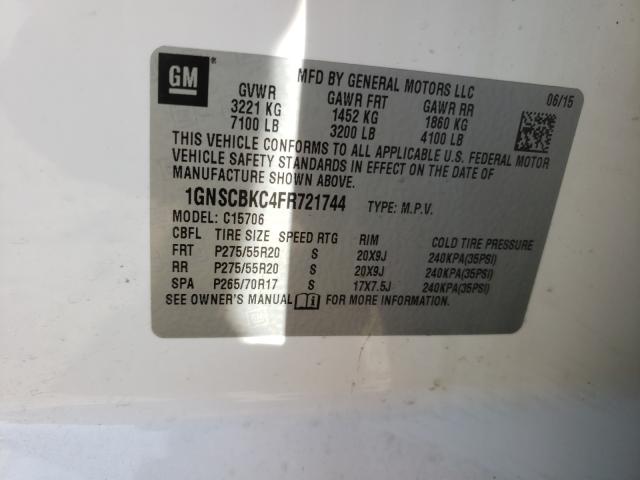 GM
MFD BY GENERAL MOTORS LLC
06/15
GVWR GAWR FRT GAWR RR
3221 KG 1452 KG 1860 KG
7100 LB 3200 LB 4100 LB
THIS VEHICLE CONFORMS TO ALL APPLICABLE U.S. FEDERAL MOTOR
VEHICLE SAFETY STANDARDS IN EFFECT ON THE DATE OF
MANUFACTURE SHOWN ABOVE.
1GNSCBKC4FR721744 TYPE: M.P.V.
MODEL: C15706
CBFL TIRE SIZE SPEED RTG RIM COLD TIRE PRESSURE
FRT P275/55R20 S 20X9J 240KPA(35PSI)
RR P275/55R20 S 20X9J 240KPA(35PSI)
SPA P265/70R17 S 17X7.5J 240KPA(35PSI)
SEE OWNER'S MANUAL FOR MORE INFORMATION.